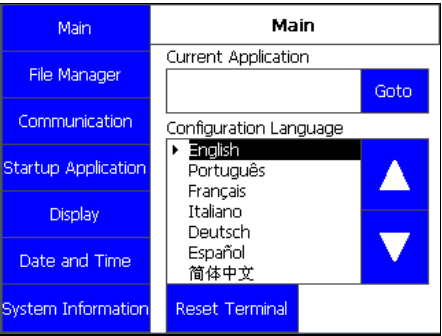 Main
File Manager
Communication
Startup Application
Display
Date and Time
System Information
Main
Current Application
Goto
Configuration Language
English
Português
Français
Italiano
Deutsch
Español
简体中文
Reset Terminal